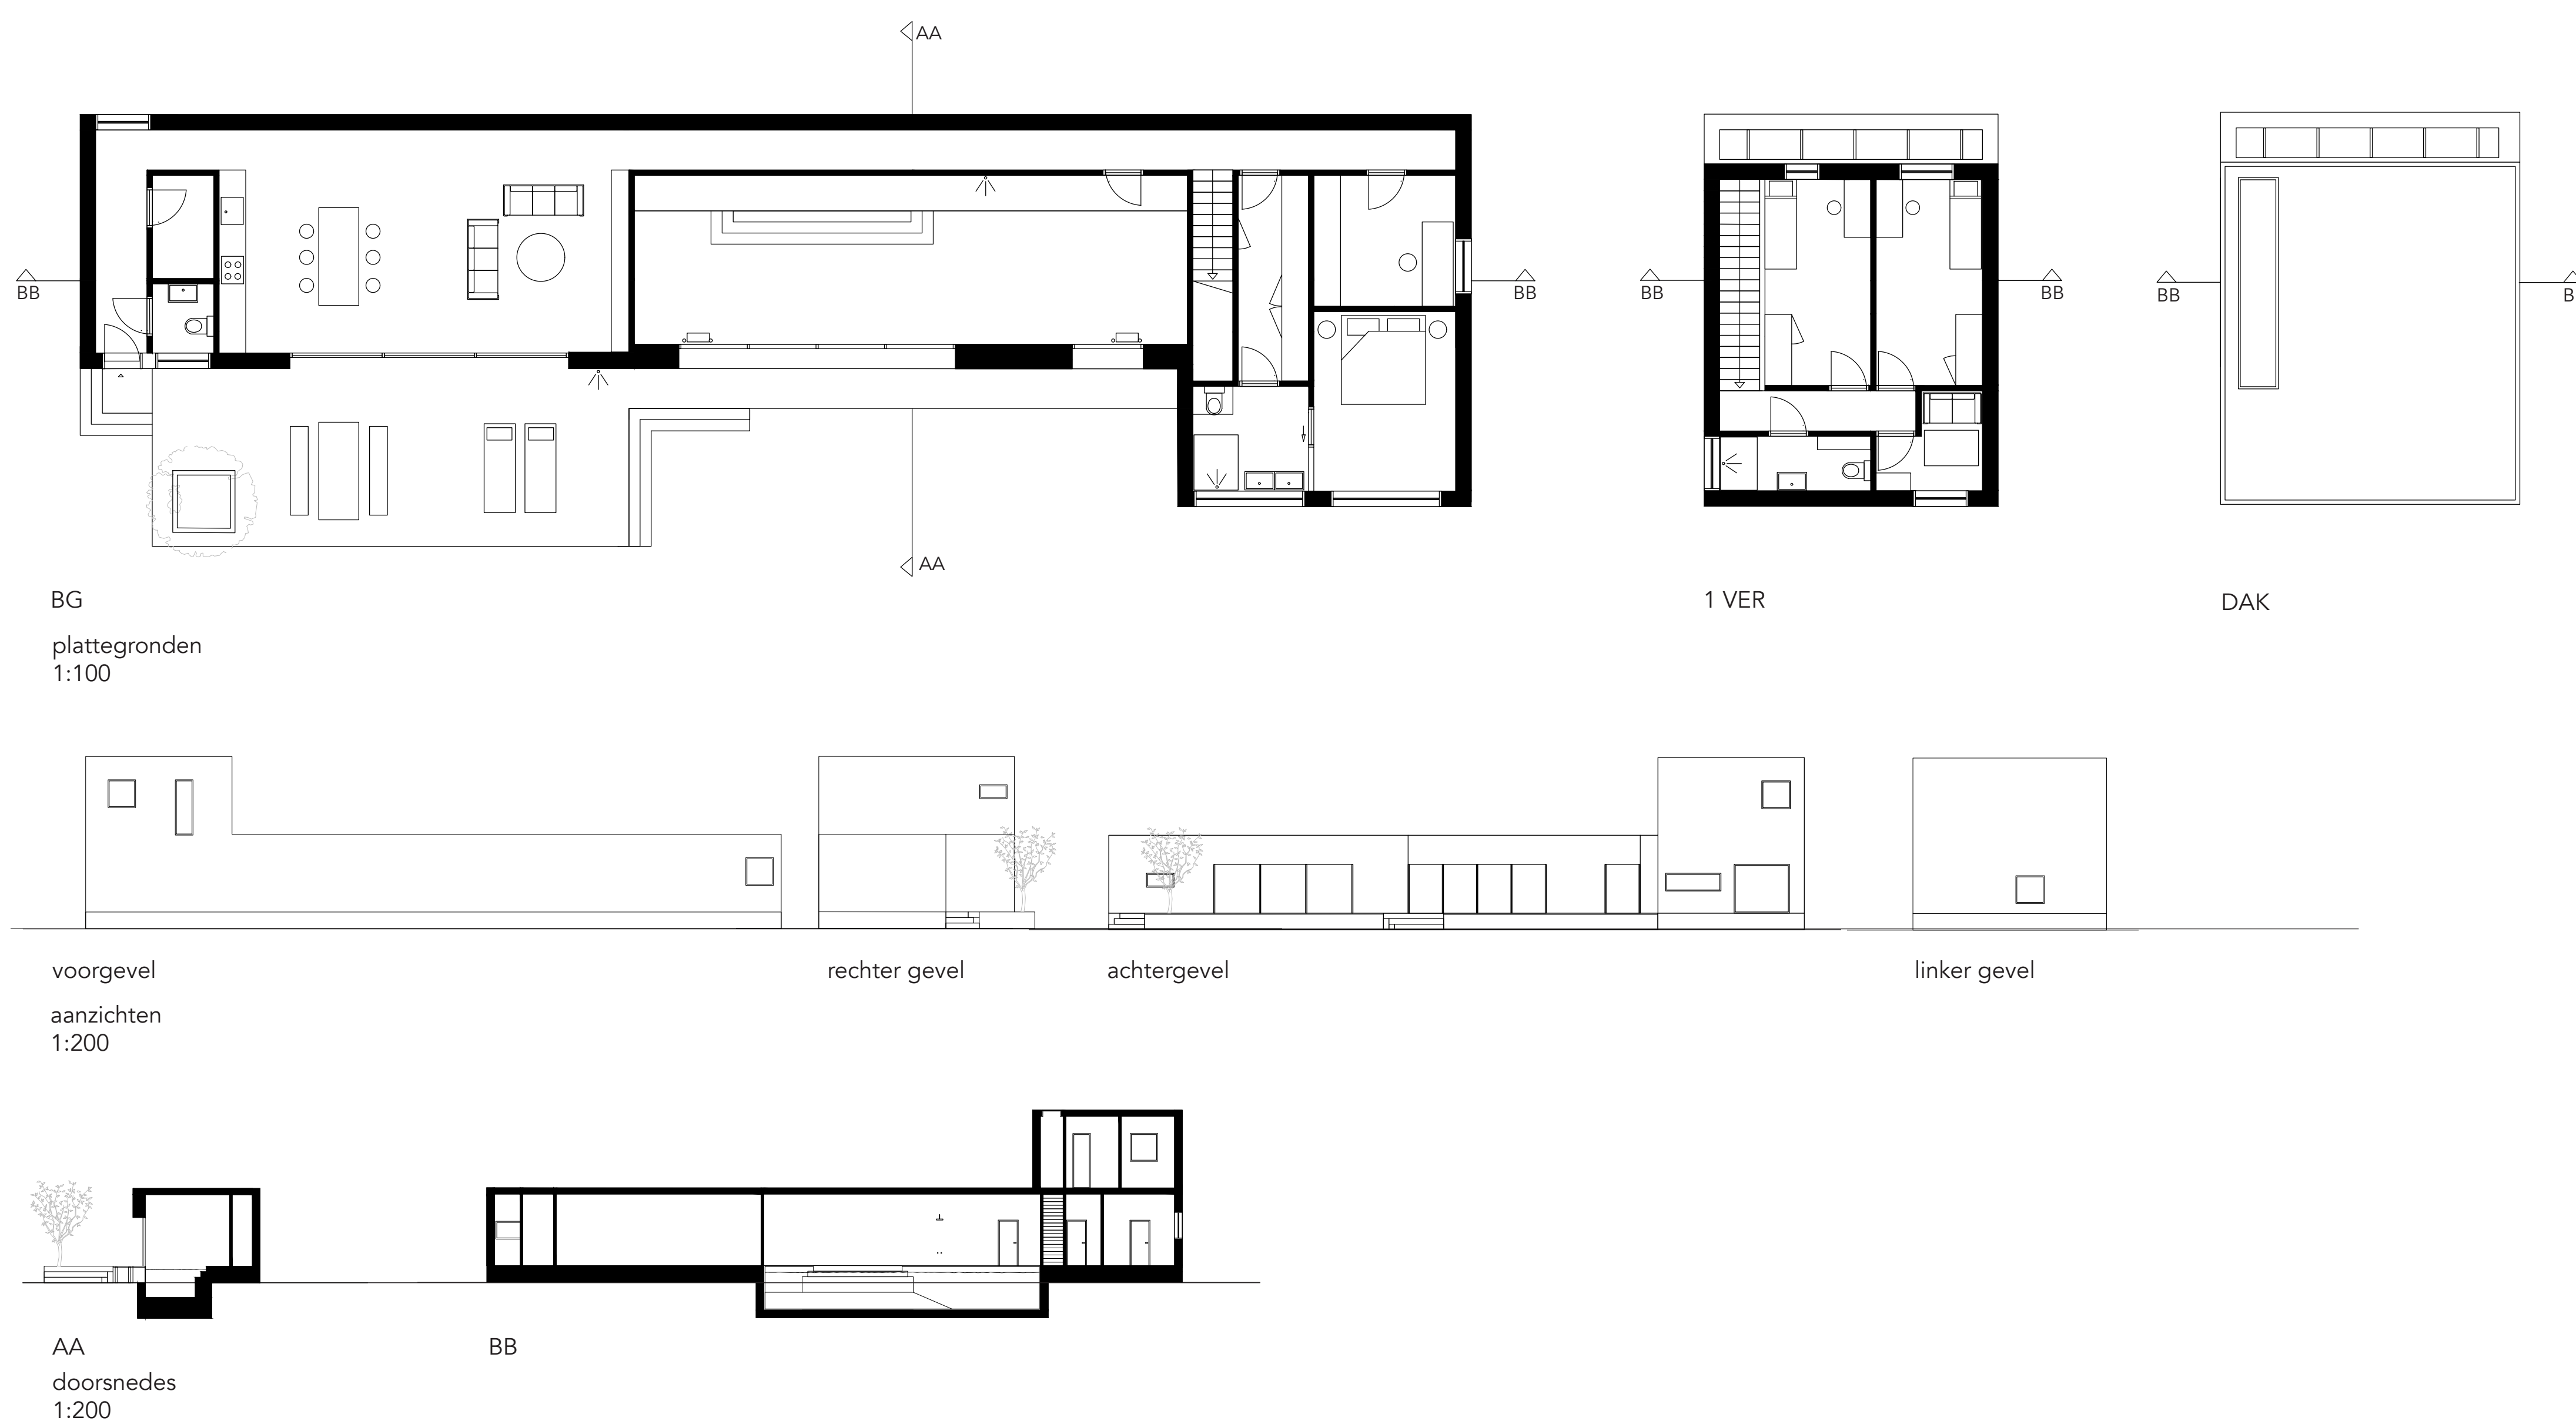 AA
BB
BB
BB
BB
BB
B
AA
BG
1 VER
DAK
plattegronden
1:100
voorgevel
rechter gevel
achtergevel
linker gevel
aanzichten
1:200
AA
BB
doorsnedes
1:200